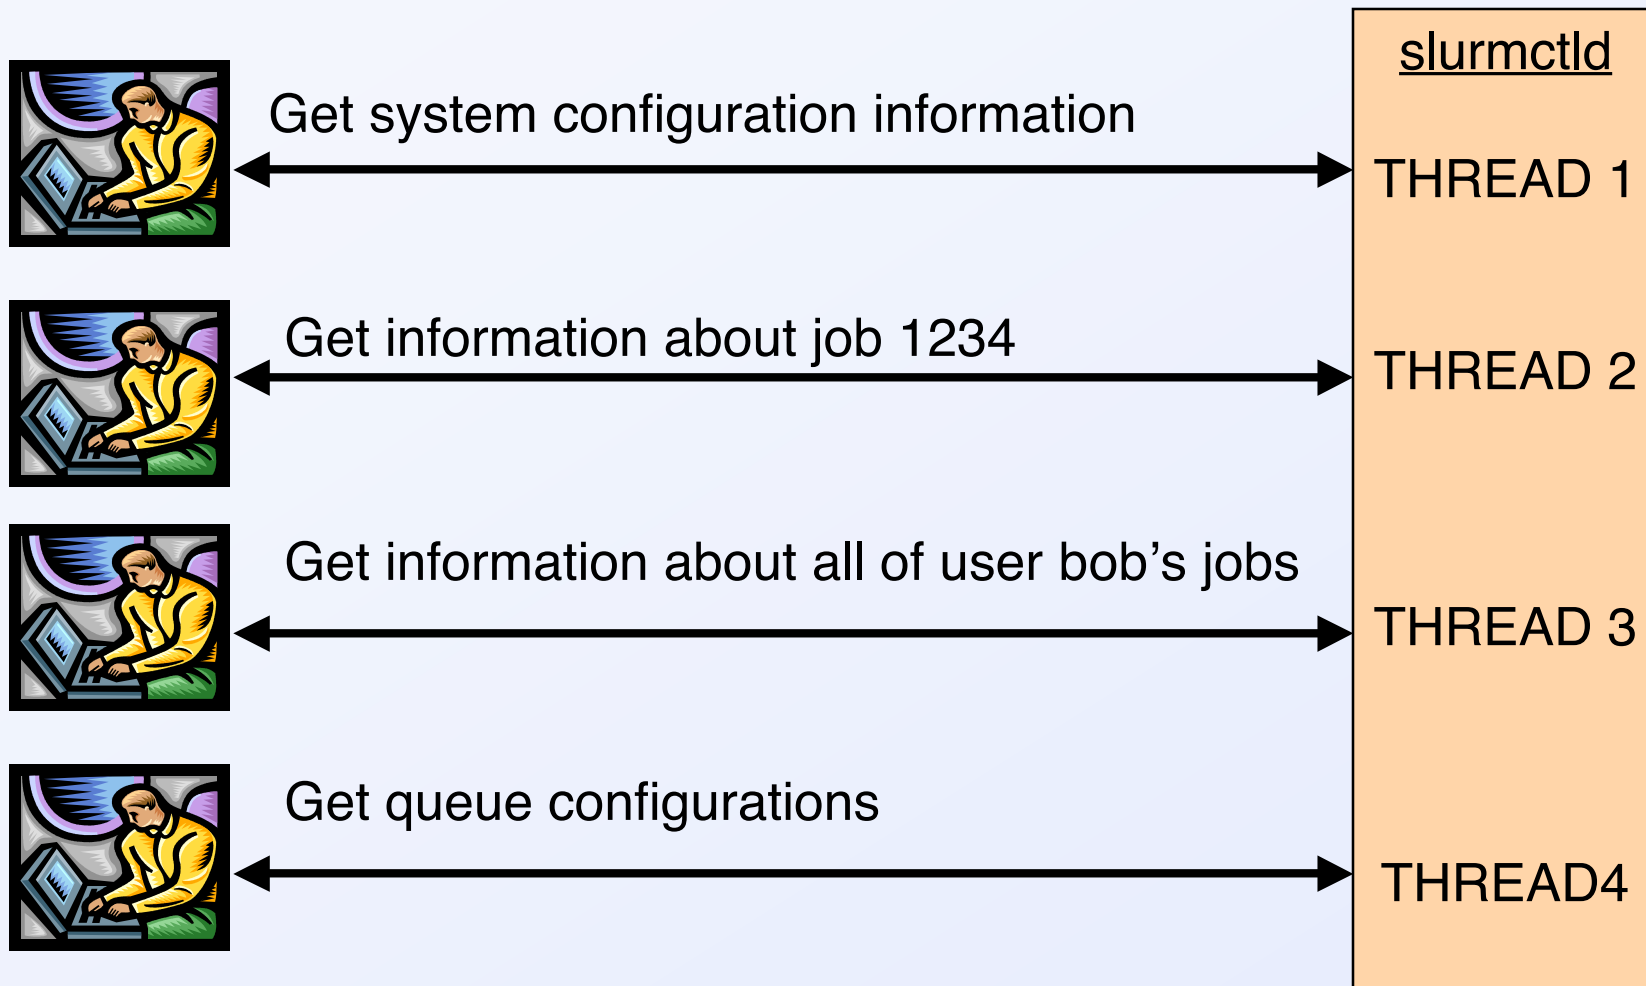 slurmctld
Get system configuration information
THREAD 1
Get information about job 1234
THREAD 2
Get information about all of user bob’s jobs
THREAD 3
Get queue configurations
THREAD4